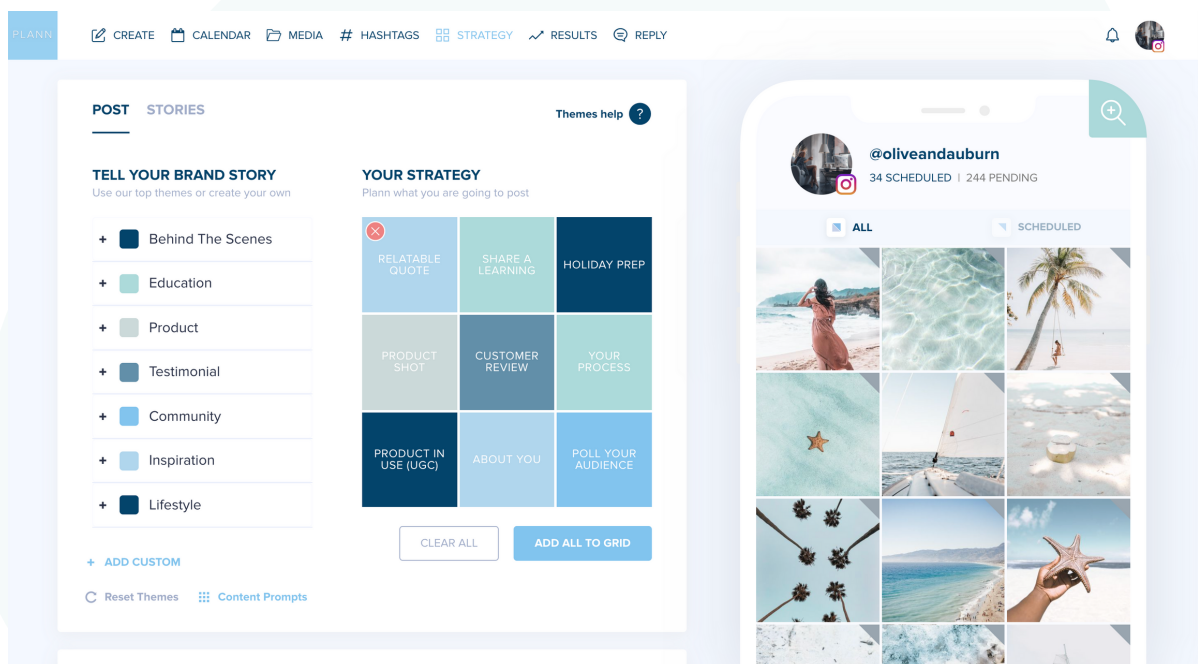 PLANN
CREATE
CALENDAR
MEDIA
# HASHTAGS
STRATEGY
RESULTS
REPLY
POST
STORIES
Themes help ?
TELL YOUR BRAND STORY
Use our top themes or create your own
+ Behind The Scenes
+ Education
+ Product
+ Testimonial
+ Community
+ Inspiration
+ Lifestyle
+ ADD CUSTOM
Reset Themes
Content Prompts
YOUR STRATEGY
Plann what you are going to post
RELATABLE
QUOTE
SHARE A
LEARNING
HOLIDAY PREP
PRODUCT
SHOT
CUSTOMER
REVIEW
YOUR
PROCESS
PRODUCT IN
USE (UGC)
ABOUT YOU
POLL YOUR
AUDIENCE
CLEAR ALL
ADD ALL TO GRID
@oliveandauburn
34 SCHEDULED | 244 PENDING
ALL
SCHEDULED